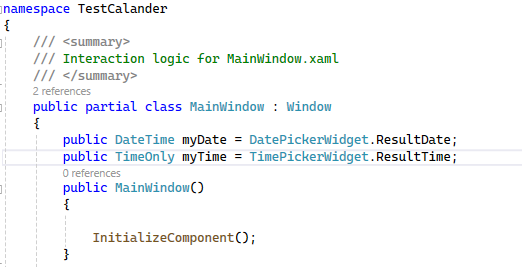 namespace TestCalander
{
/// <summary>
/// Interaction logic for MainWindow.xaml
/// </summary>
2 references
public partial class MainWindow : Window
{
public DateTime myDate = DatePickerWidget.ResultDate;
public TimeOnly myTime = TimePickerWidget.ResultTime;
0 references
public MainWindow()
{
InitializeComponent();
}